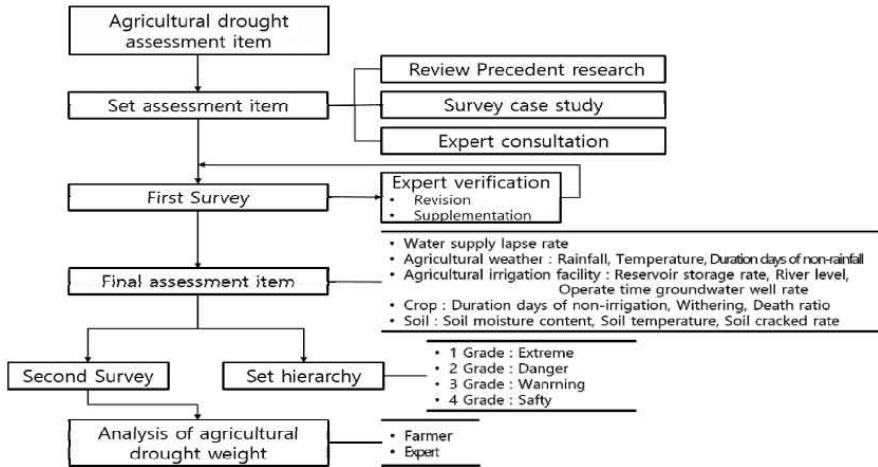 Agricultural drought
assessment item
Review Precedent research
Set assessment item
Survey case study
Expert consultation
First Survey
Expert verification
• Revision
• Supplementation
• Water supply lapse rate
• Agricultural weather : Rainfall, Temperature, Duration days of non-rainfall
• Agricultural irrigation facility : Reservoir storage rate, River level,
Operate time groundwater well rate
• Crop : Duration days of non-irrigation, Withering, Death ratio
• Soil : Soil moisture content, Soil temperature, Soil cracked rate
Final assessment item
Second Survey
Set hierarchy
• 1 Grade : Extreme
• 2 Grade : Danger
• 3 Grade : Wanrning
• 4 Grade : Safty
Analysis of agricultural
drought weight
• Farmer
• Expert